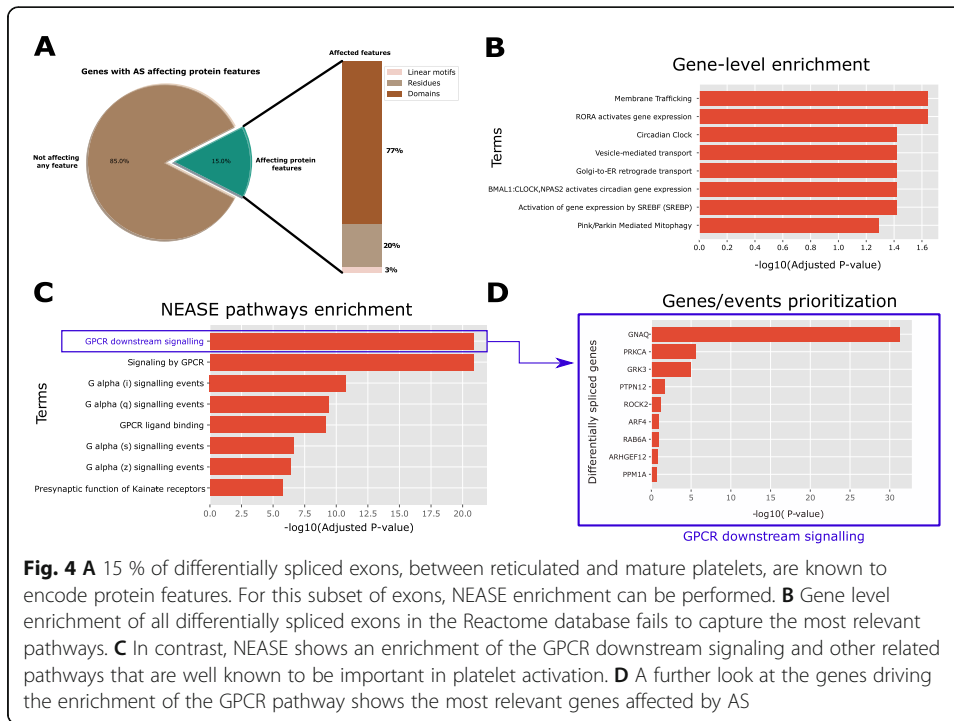 A
Genes with AS affecting protein features
Not affecting
any feature
85.0%
15.0%
Affecting protein
features
Affected features
Linear motifs
Residues
Domains
77%
20%
3%
B
Gene-level enrichment
Terms
Membrane Trafficking
RORA activates gene expression
Circadian Clock
Vesicle-mediated transport
Golgi-to-ER retrograde transport
BMAL1:CLOCK,NPAS2 activates circadian gene expression
Activation of gene expression by SREBF (SREBP)
Pink/Parkin Mediated Mitophagy
0.0 0.2 0.4 0.6 0.8 1.0 1.2 1.4 1.6
-log10(Adjusted P-value)
C
NEASE pathways enrichment
Terms
GPCR downstream signalling
Signaling by GPCR
G alpha (i) signalling events
G alpha (q) signalling events
GPCR ligand binding
G alpha (s) signalling events
G alpha (z) signalling events
Presynaptic function of Kainate receptors
0.0 2.5 5.0 7.5 10.0 12.5 15.0 17.5 20.0
-log10(Adjusted P-value)
D
Genes/events prioritization
Differentially spliced genes
GNAQ
PRKCA
GRK3
PTPN12
ROCK2
ARF4
RAB6A
ARHGEF12
PPM1A
0 5 10 15 20 25 30
-log10( P-value)
GPCR downstream signalling
Fig. 4 A 15 % of differentially spliced exons, between reticulated and mature platelets, are known to
encode protein features. For this subset of exons, NEASE enrichment can be performed. B Gene level
enrichment of all differentially spliced exons in the Reactome database fails to capture the most relevant
pathways. C In contrast, NEASE shows an enrichment of the GPCR downstream signaling and other related
pathways that are well known to be important in platelet activation. D A further look at the genes driving
the enrichment of the GPCR pathway shows the most relevant genes affected by AS